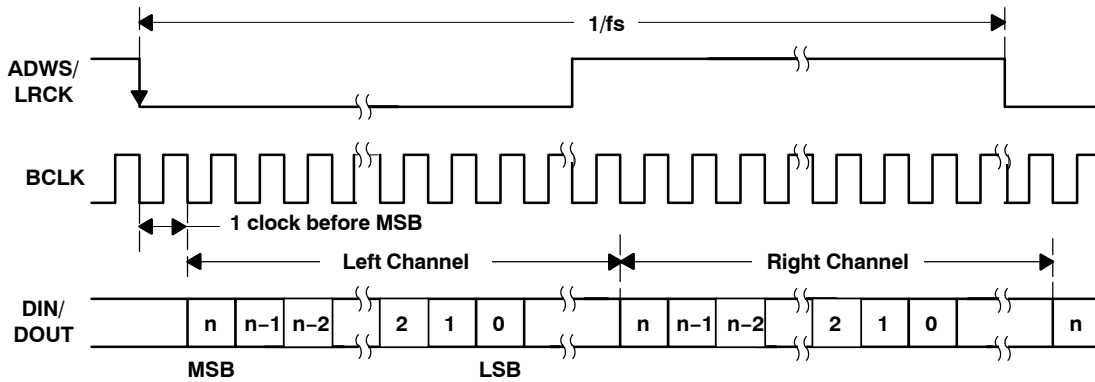 1/fs
ADWS/
LRCK
BCLK
1 clock before MSB
Left Channel
Right Channel
DIN/
DOUT
n n−1 n−2 2 1 0 n n−1 n−2 2 1 0 n
MSB LSB